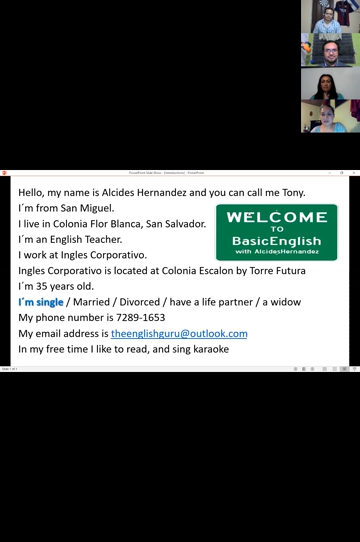 Hello, my name is Alcides Hernandez and you can call me Tony.
I´m from San Miguel.
I live in Colonia Flor Blanca, San Salvador.
I´m an English Teacher.
I work at Ingles Corporativo.
Ingles Corporativo is located at Colonia Escalon by Torre Futura
I´m 35 years old.
I´m single / Married / Divorced / have a life partner / a widow
My phone number is 7289-1653
My email address is theenglishguru@outlook.com
In my free time I like to read, and sing karaoke
WELCOME
TO
BasicEnglish
with AlcidesHernandez